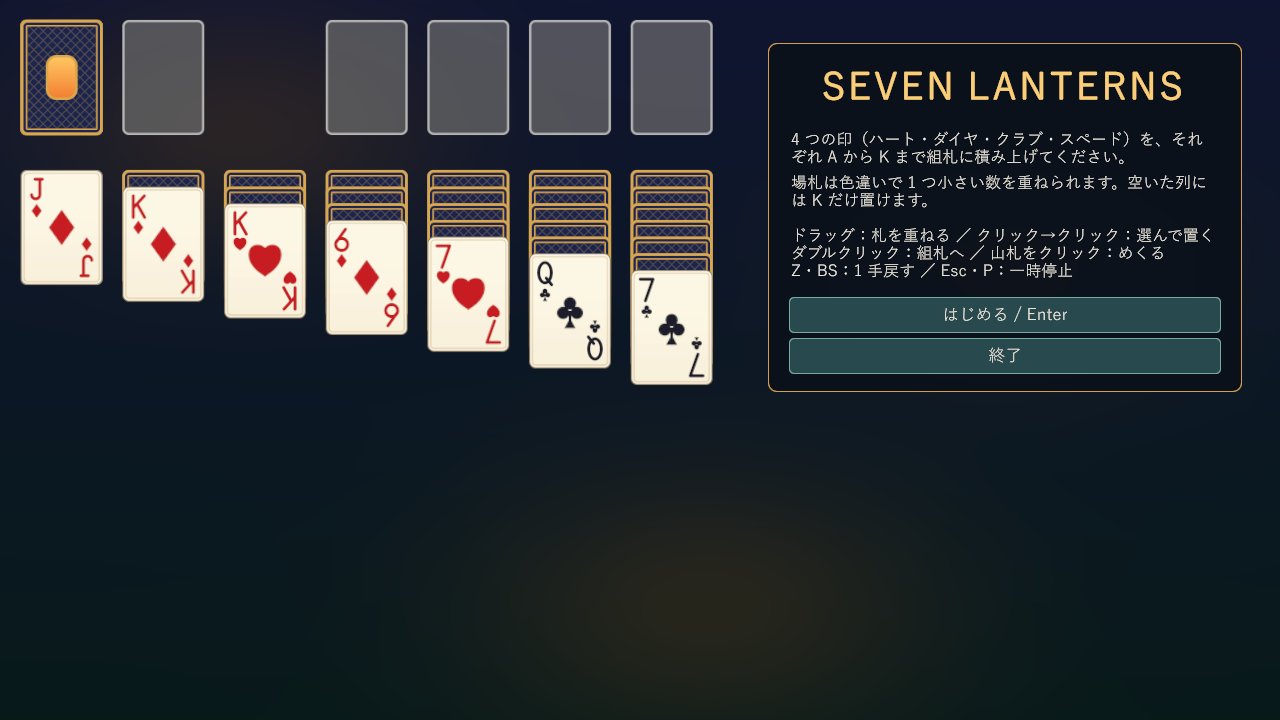 SEVEN LANTERNS
4 つの印（ハート・ダイヤ・クラブ・スペード）を、それ
ぞれ A から K まで組札に積み上げてください。
場札は色違いで 1 つ小さい数を重ねられます。空いた列に
は K だけ置けます。
ドラッグ：札を重ねる ／ クリック→クリック：選んで置く
ダブルクリック：組札へ ／ 山札をクリック：めくる
Z・BS：1 手戻す ／ Esc・P：一時停止
はじめる / Enter
終了
J
J
K
K
K
K
6
6
7
7
Q
Q
7
7